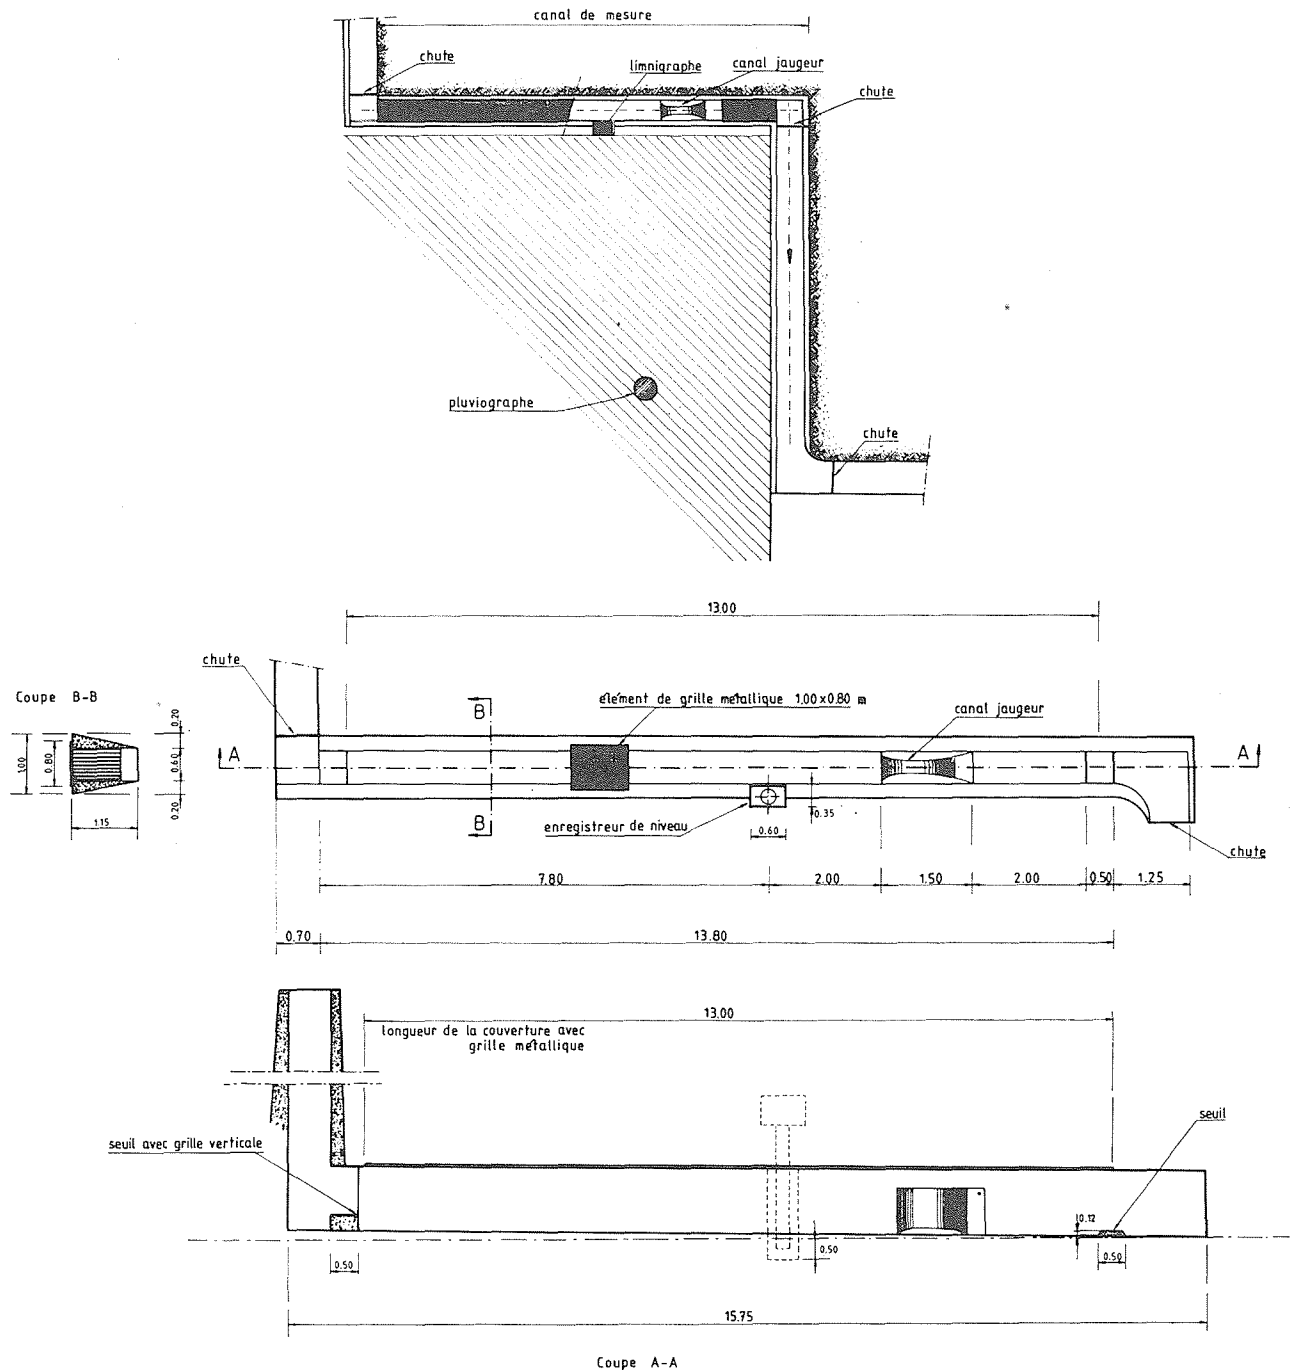 canal de mesure
chute
limnigraphe
canal jaugeur
chute
pluviographe
chute
13.00
chute
Coupe B-B
élément de grille métallique 1,00x0.80 m
canal jaugeur
B
A
A
1.00
0.80
0.20
0.60
0.20
1.15
B
enregistreur de niveau
0.60
0.35
chute
7.80
2.00
1.50
2.00
0.50
1.25
0.70
13.80
13.00
longueur de la couverture avec
grille métallique
seuil avec grille verticale
seuil
0.12
0.50
0.50
0.50
15.75
Coupe A-A